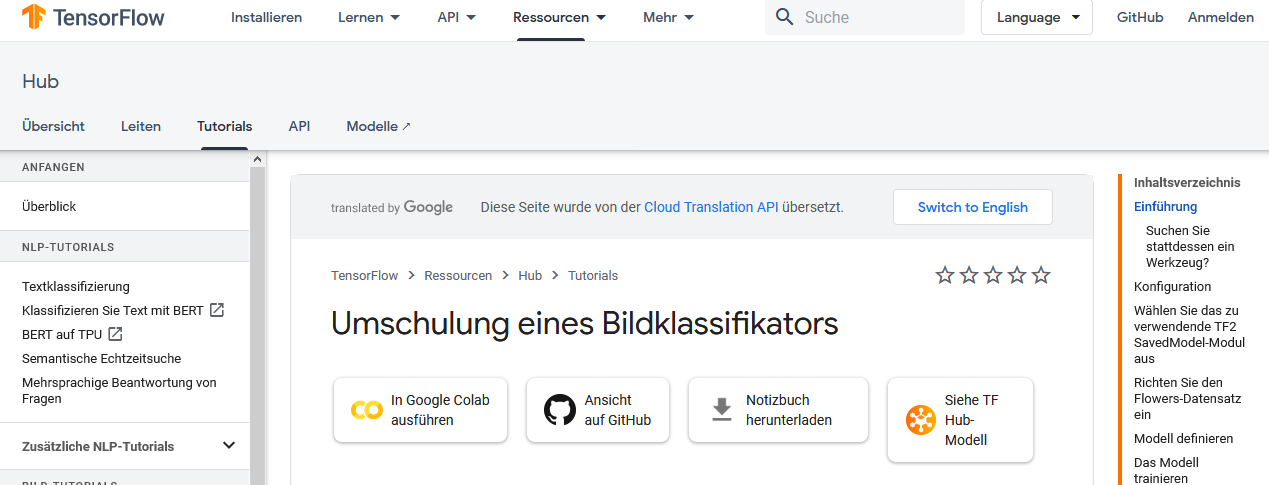 TensorFlow
Installieren
Lernen
API
Ressourcen
Mehr
Suche
Language
GitHub
Anmelden
Hub
Übersicht
Leiten
Tutorials
API
Modelle
ANFANGEN
Überblick
NLP-TUTORIALS
Textklassifizierung
Klassifizieren Sie Text mit BERT
BERT auf TPU
Semantische Echtzeitsuche
Mehrsprachige Beantwortung von
Fragen
Zusätzliche NLP-Tutorials
BILD-TUTORIALS
translated by Google
Diese Seite wurde von der Cloud Translation API übersetzt.
Switch to English
TensorFlow
Ressourcen
Hub
Tutorials
Umschulung eines Bildklassifikators
In Google Colab
ausführen
Ansicht
auf GitHub
Notizbuch
herunterladen
Siehe TF
Hub-
Modell
Inhaltsverzeichnis
Einführung
Suchen Sie
stattdessen ein
Werkzeug?
Konfiguration
Wählen Sie das zu
verwendende TF2
SavedModel-Modul
aus
Richten Sie den
Flowers-Datensatz
ein
Modell definieren
Das Modell
trainieren